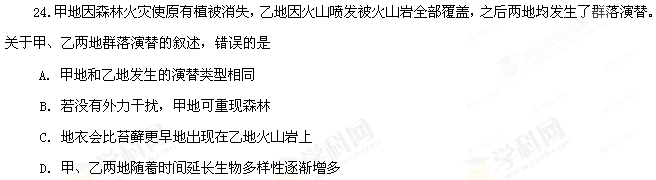 24. 甲地因森林火灾使原有植被消失，乙地因火山喷发被火山岩全部覆盖，之后两地均发生了群落演替。
关于甲、乙两地群落演替的叙述，错误的是
A. 甲地和乙地发生的演替类型相同
B. 若没有外力干扰，甲地可重现森林
C. 地衣会比苔藓更早地出现在乙地火山岩上
D. 甲、乙两地随着时间延长生物多样性逐渐增多
学科网